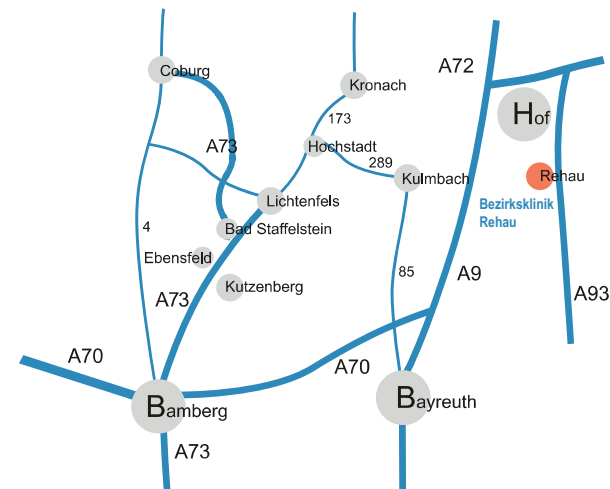 A72
Coburg
Kronach
Hof
173
A73
Hochstadt
289
Kulmbach
Rehau
Lichtenfels
Bezirksklinik
Rehau
4
Bad Staffelstein
Ebensfeld
85
A9
Kutzenberg
A73
A93
A70
A70
Bamberg
Bayreuth
A73